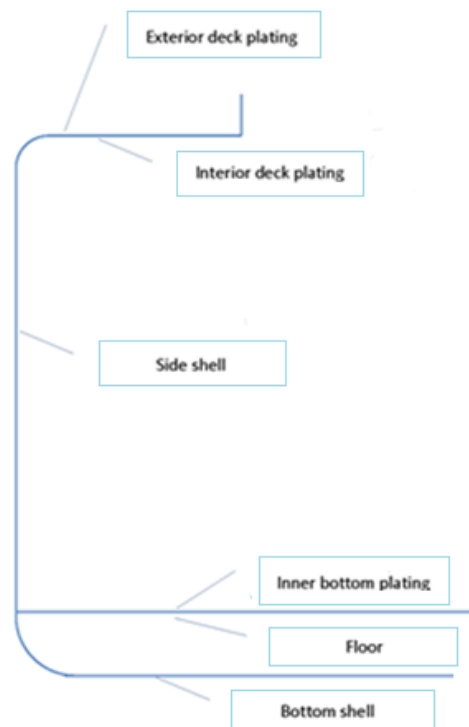 Exterior deck plating
Interior deck plating
Side shell
Inner bottom plating
Floor
Bottom shell